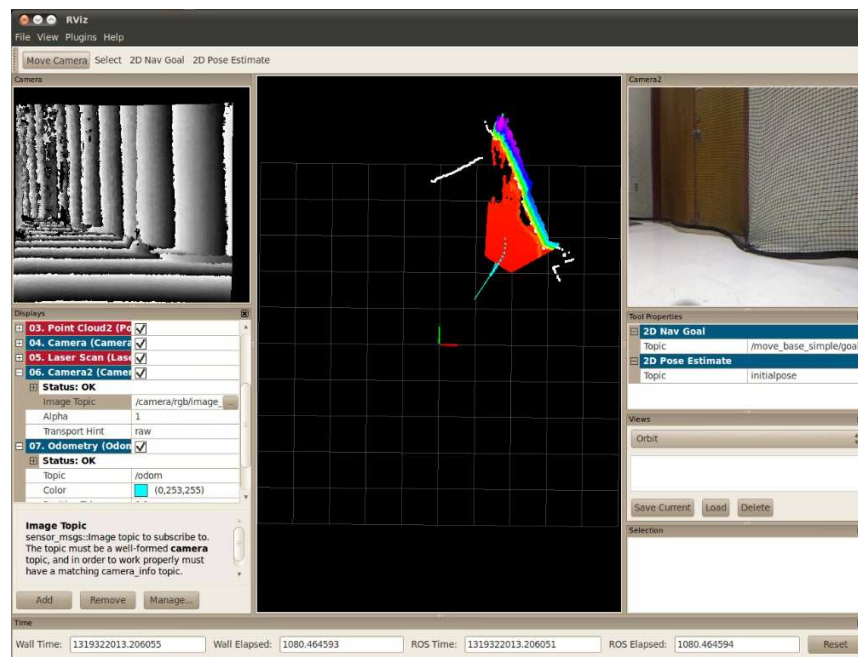 RViz
File View Plugins Help
Move Camera Select 2D Nav Goal 2D Pose Estimate
Camera
Displays
03. Point Cloud2 (Po
04. Camera (Camera
05. Laser Scan (Lase
06. Camera2 (Came
Status: OK
Image Topic /camera/rgb/image_ ...
Alpha 1
Transport Hint raw
07. Odometry (Odon
Status: OK
Topic /odom
Color (0,253,255)
Image Topic
sensor_msgs::Image topic to subscribe to.
The topic must be a well-formed camera
topic, and in order to work properly must
have a matching camera_info topic.
Add Remove Manage...
Camera2
Tool Properties
2D Nav Goal
Topic /move_base_simple/goa
2D Pose Estimate
Topic initialpose
Views
Orbit
Save Current Load Delete
Selection
Time
Wall Time: 1319322013.206055 Wall Elapsed: 1080.464593 ROS Time: 1319322013.206051 ROS Elapsed: 1080.464594 Reset